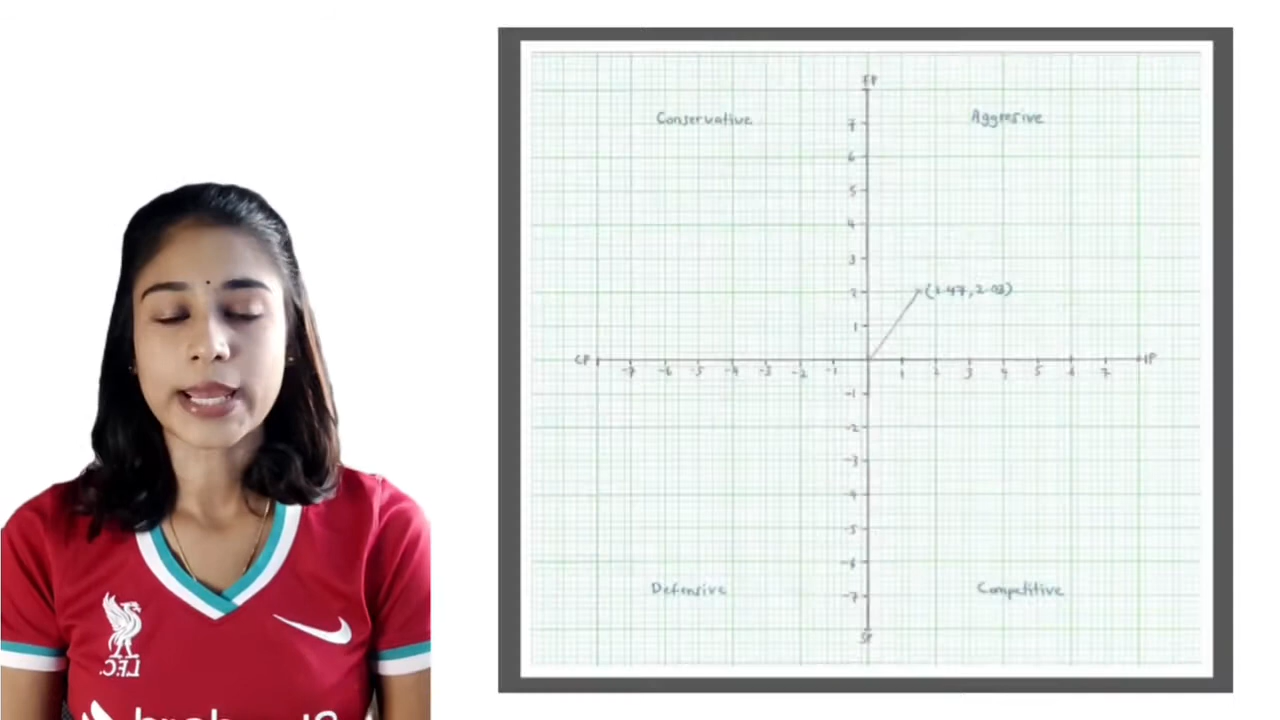 FP
Conservative
Aggresive
7
6
5
4
3
2
(1.47, 2.03)
1
CP
IP
-7 -6 -5 -4 -3 -2 -1 1 2 3 4 5 6 7
-1
-2
-3
-4
-5
-6
-7
Defensive
Competitive
SP
L.F.C.